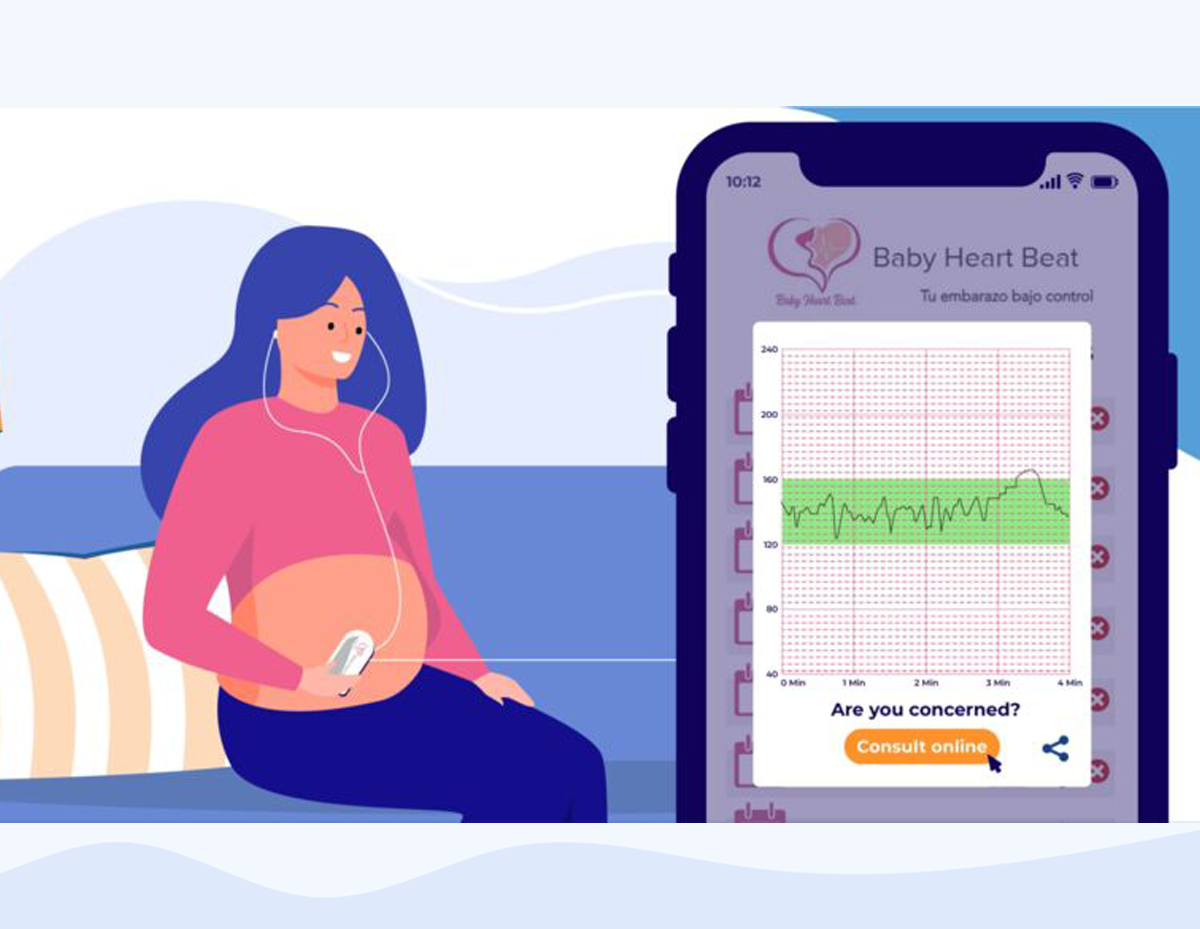 10:12
Baby Heart Beat
Baby Heart Beat
Tu embarazo bajo control
240
200
160
120
80
40
0 Min 1 Min 2 Min 3 Min 4 Min
Are you concerned?
Consult online